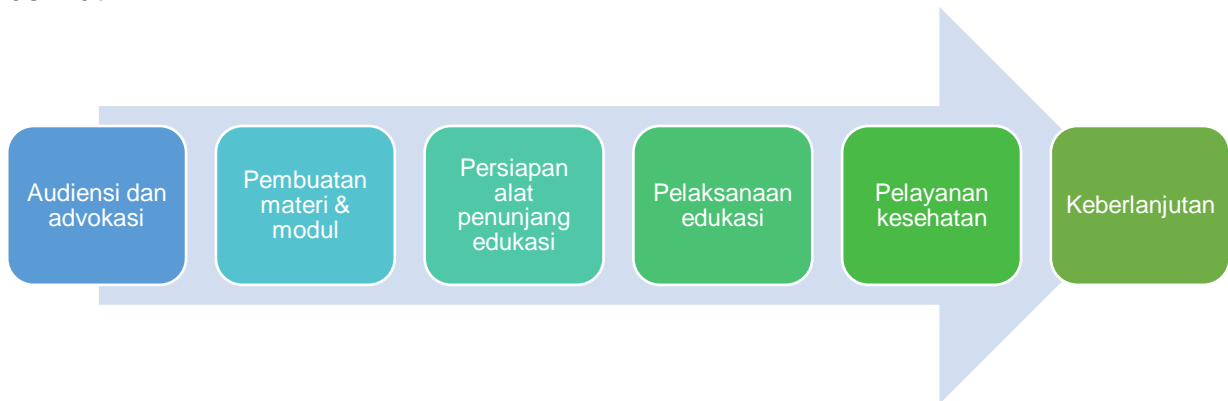 Audiensi dan
advokasi
Pembuatan
materi &
modul
Persiapan
alat
penunjang
edukasi
Pelaksanaan
edukasi
Pelayanan
kesehatan
Keberlanjutan